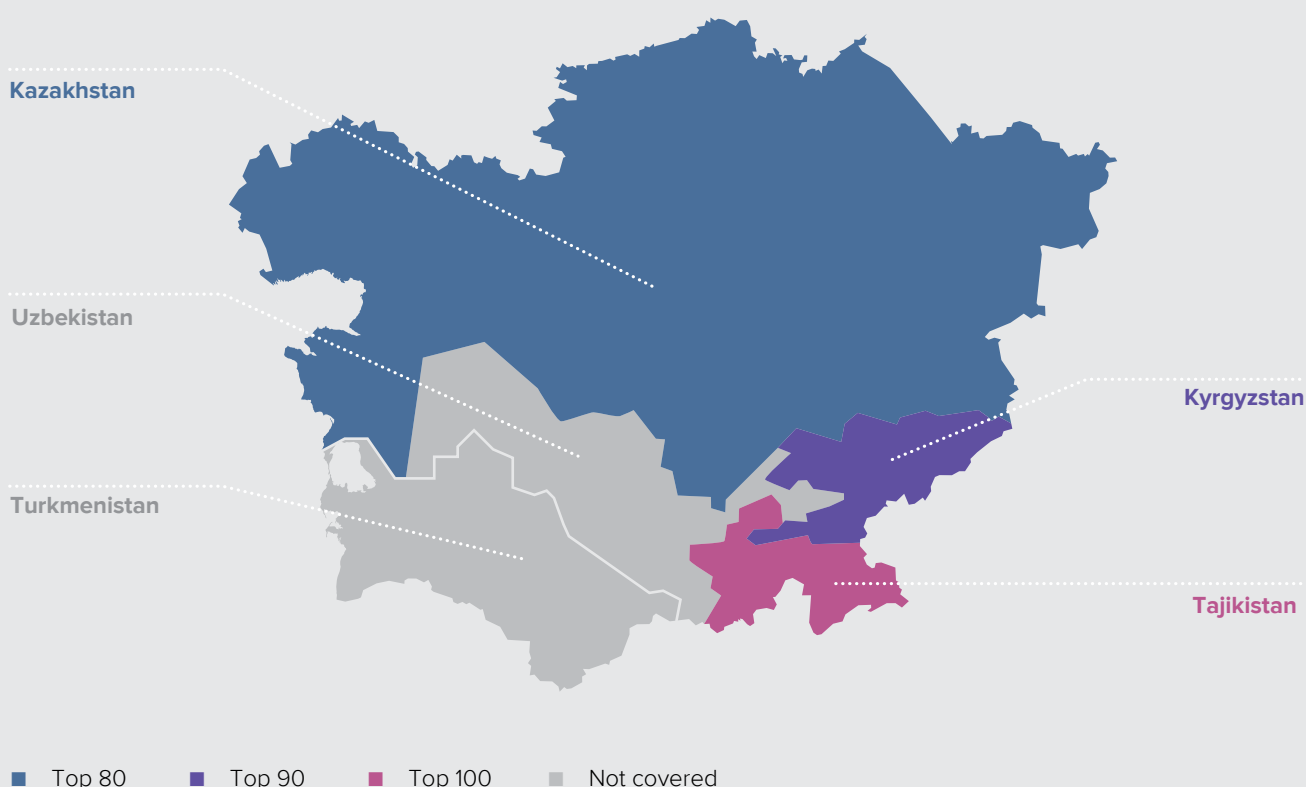 Kazakhstan
Uzbekistan
Kyrgyzstan
Turkmenistan
Tajikistan
Top 80 Top 90 Top 100 Not covered